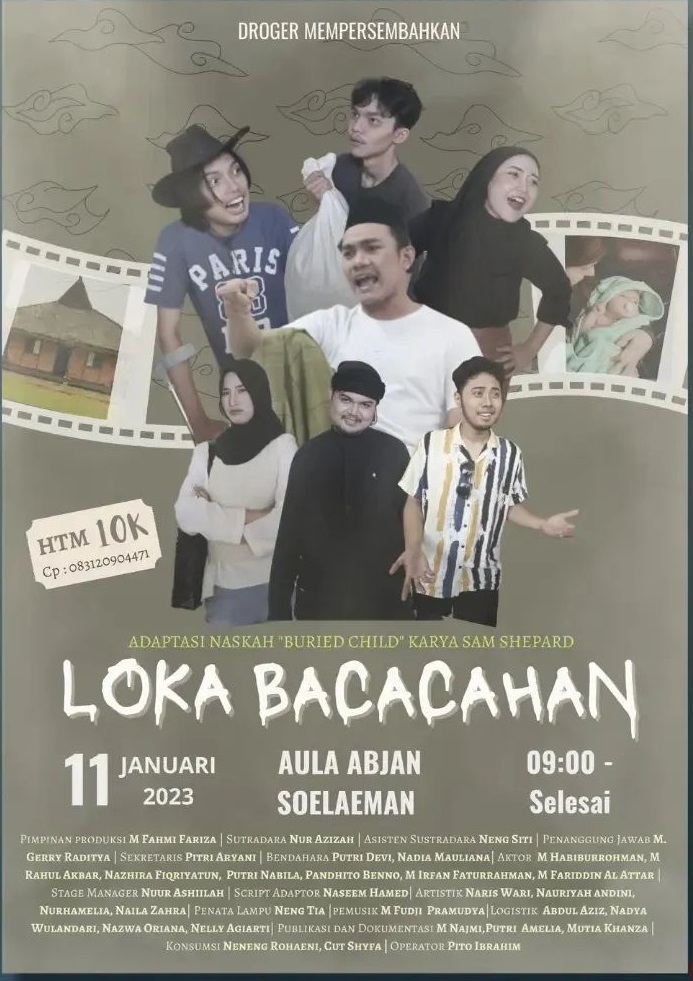 DROGER MEMPERSEMBAHKAN
PARIS
HTM 10K
Cp : 083120904471
ADAPTASI NASKAH "BURIED CHILD" KARYA SAM SHEPARD
LOKA BACACAHAN
11 JANUARI 2023
AULA ABJAN SOELAEMAN
09:00 - Selesai
PIMPINAN PRODUKSI M FAHMI FARIZA | SUTRADARA NUR AZIZAH | ASISTEN SUSTRADARA NENG SITI | PENANGGUNG JAWAB M.
GERRY RADITYA | SEKRETARIS PITRI ARYANI | BENDAHARA PUTRI DEVI, NADIA MAULIANA| AKTOR M HABIBURROHMAN, M
RAHUL AKBAR, NAZHIRA FIQRIYATUN, PUTRI NABILA, PANDHITO BENNO, M IRFAN FATURRAHMAN, M FARIDDIN AL ATTAR |
STAGE MANAGER NUUR ASHIILAH | SCRIPT ADAPTOR NASEEM HAMED| ARTISTIK NARIS WARI, NAURIYAH ANDINI,
NURHAMELIA, NAILA ZAHRA| PENATA LAMPU NENG TIA |PEMUSIK M FUDJI PRAMUDYA|LOGISTIK ABDUL AZIZ, NADYA
WULANDARI, NAZWA ORIANA, NELLY AGIARTI| PUBLIKASI DAN DOKUMENTASI M NAJMI,PUTRI AMELIA, MUTIA KHANZA |
KONSUMSI NENENG ROHAENI, CUT SHYFA | OPERATOR PITO IBRAHIM